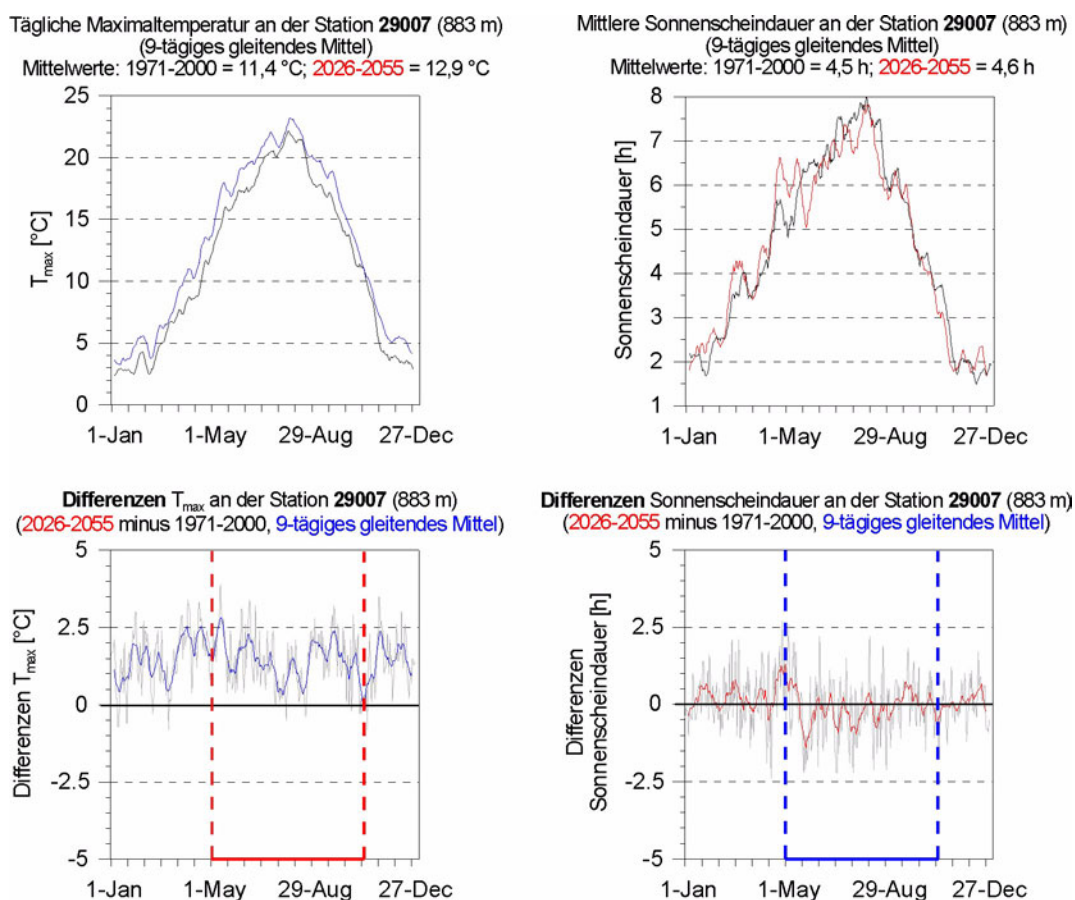 Tägliche Maximaltemperatur an der Station 29007 (883 m)
(9-tägiges gleitendes Mittel)
Mittelwerte: 1971-2000 = 11,4 °C; 2026-2055 = 12,9 °C
25
20
15
10
5
0
T_max [°C]
1-Jan 1-May 29-Aug 27-Dec
Mittlere Sonnenscheindauer an der Station 29007 (883 m)
(9-tägiges gleitendes Mittel)
Mittelwerte: 1971-2000 = 4,5 h; 2026-2055 = 4,6 h
8
7
6
5
4
3
2
1
Sonnenscheindauer [h]
1-Jan 1-May 29-Aug 27-Dec
Differenzen T_max an der Station 29007 (883 m)
(2026-2055 minus 1971-2000, 9-tägiges gleitendes Mittel)
5
2.5
0
-2.5
-5
Differenzen T_max [°C]
1-Jan 1-May 29-Aug 27-Dec
Differenzen Sonnenscheindauer an der Station 29007 (883 m)
(2026-2055 minus 1971-2000, 9-tägiges gleitendes Mittel)
5
2.5
0
-2.5
-5
Differenzen
Sonnenscheindauer [h]
1-Jan 1-May 29-Aug 27-Dec